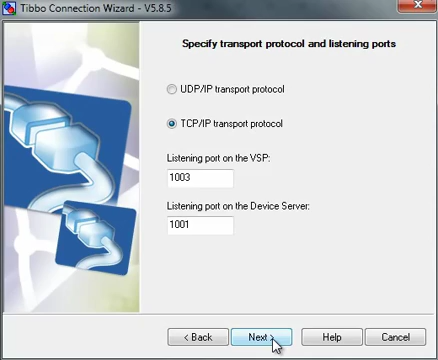 Tibbo Connection Wizard - V5.8.5
Specify transport protocol and listening ports
UDP/IP transport protocol
TCP/IP transport protocol
Listening port on the VSP:
1003
Listening port on the Device Server:
1001
< Back
Next >
Help
Cancel